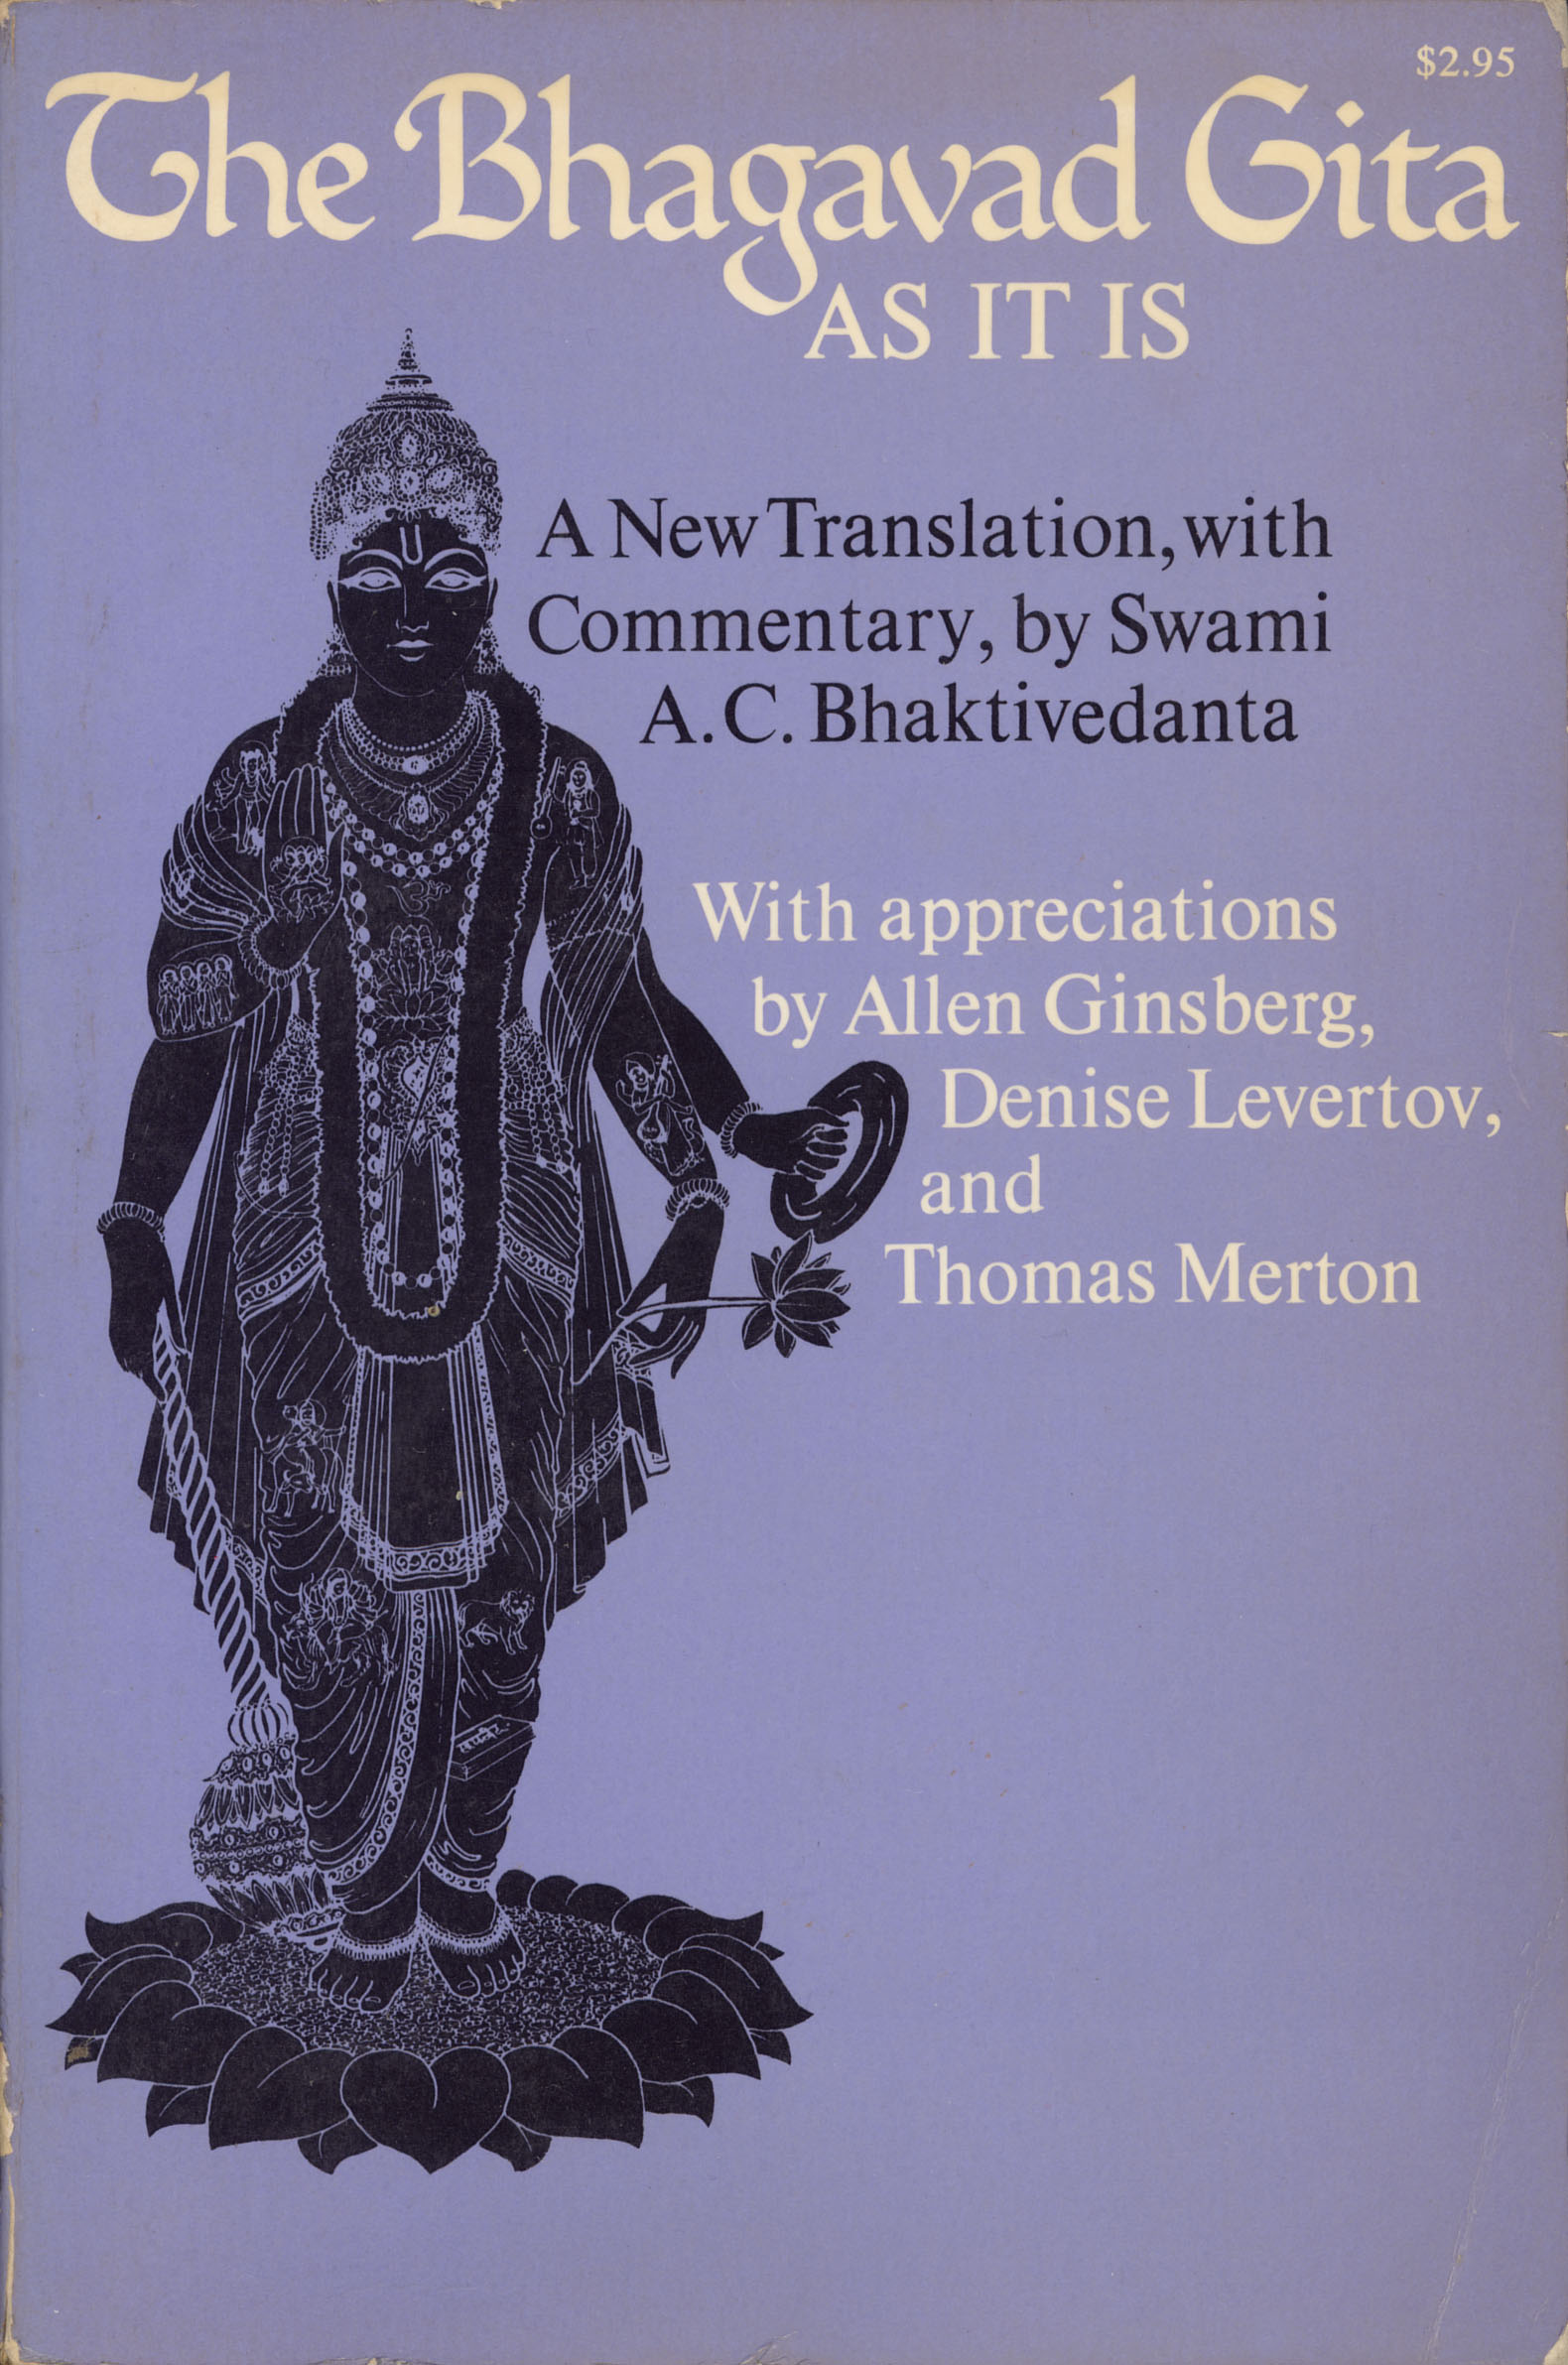 $2.95
The Bhagavad Gita
AS IT IS
A New Translation, with
Commentary, by Swami
A.C. Bhaktivedanta
With appreciations
by Allen Ginsberg,
Denise Levertov,
and
Thomas Merton
ॐ